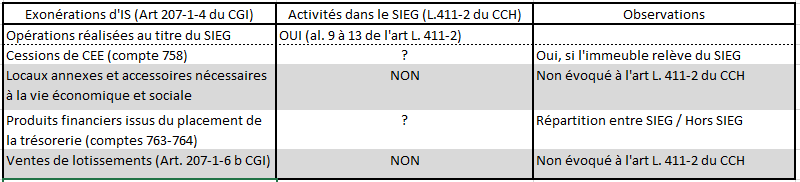 Exonérations d'IS (Art 207-1-4 du CGI) Activités dans le SIEG (L.411-2 du CCH) Observations
Opérations réalisées au titre du SIEG OUI (al. 9 à 13 de l'art L. 411-2)
Cessions de CEE (compte 758) ? Oui, si l'immeuble relève du SIEG
Locaux annexes et accessoires nécessaires NON Non évoqué à l'art L. 411-2 du CCH
à la vie économique et sociale
Produits financiers issus du placement de ? Répartition entre SIEG / Hors SIEG
la trésorerie (comptes 763-764)
Ventes de lotissements (Art. 207-1-6 b CGI) NON Non évoqué à l'art L. 411-2 du CCH